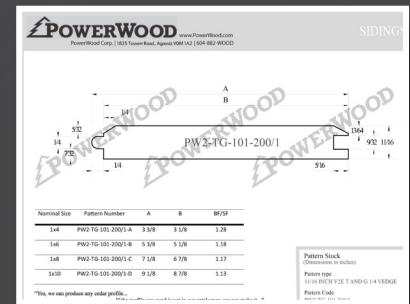 POWERWOOD www.PowerWood.com
SIDINGS
PowerWood Corp. | 1835 Tower Road, Agassiz V0M 1A2 | 604-882-WOOD
A
B
1/4
5/32
13/64
1/4
PW2-TG-101-200/1
9/32 11/16
7/32
1/4
5/16
POWERWOOD POWERWOOD POWERWOOD
Nominal Size Pattern Number A B BF/SF
1x4 PW2-TG-101-200/1-A 3 3/8 3 1/8 1.28
1x6 PW2-TG-101-200/1-B 5 3/8 5 1/8 1.18
1x8 PW2-TG-101-200/1-C 7 1/8 6 7/8 1.17
1x10 PW2-TG-101-200/1-D 9 1/8 8 7/8 1.13
Pattern Stock
(Dimensions in inches)
Pattern type
11/16 INCH V2E T AND G 1/4 VEDGE
Pattern Code
"Yes, we can produce any cedar profile...